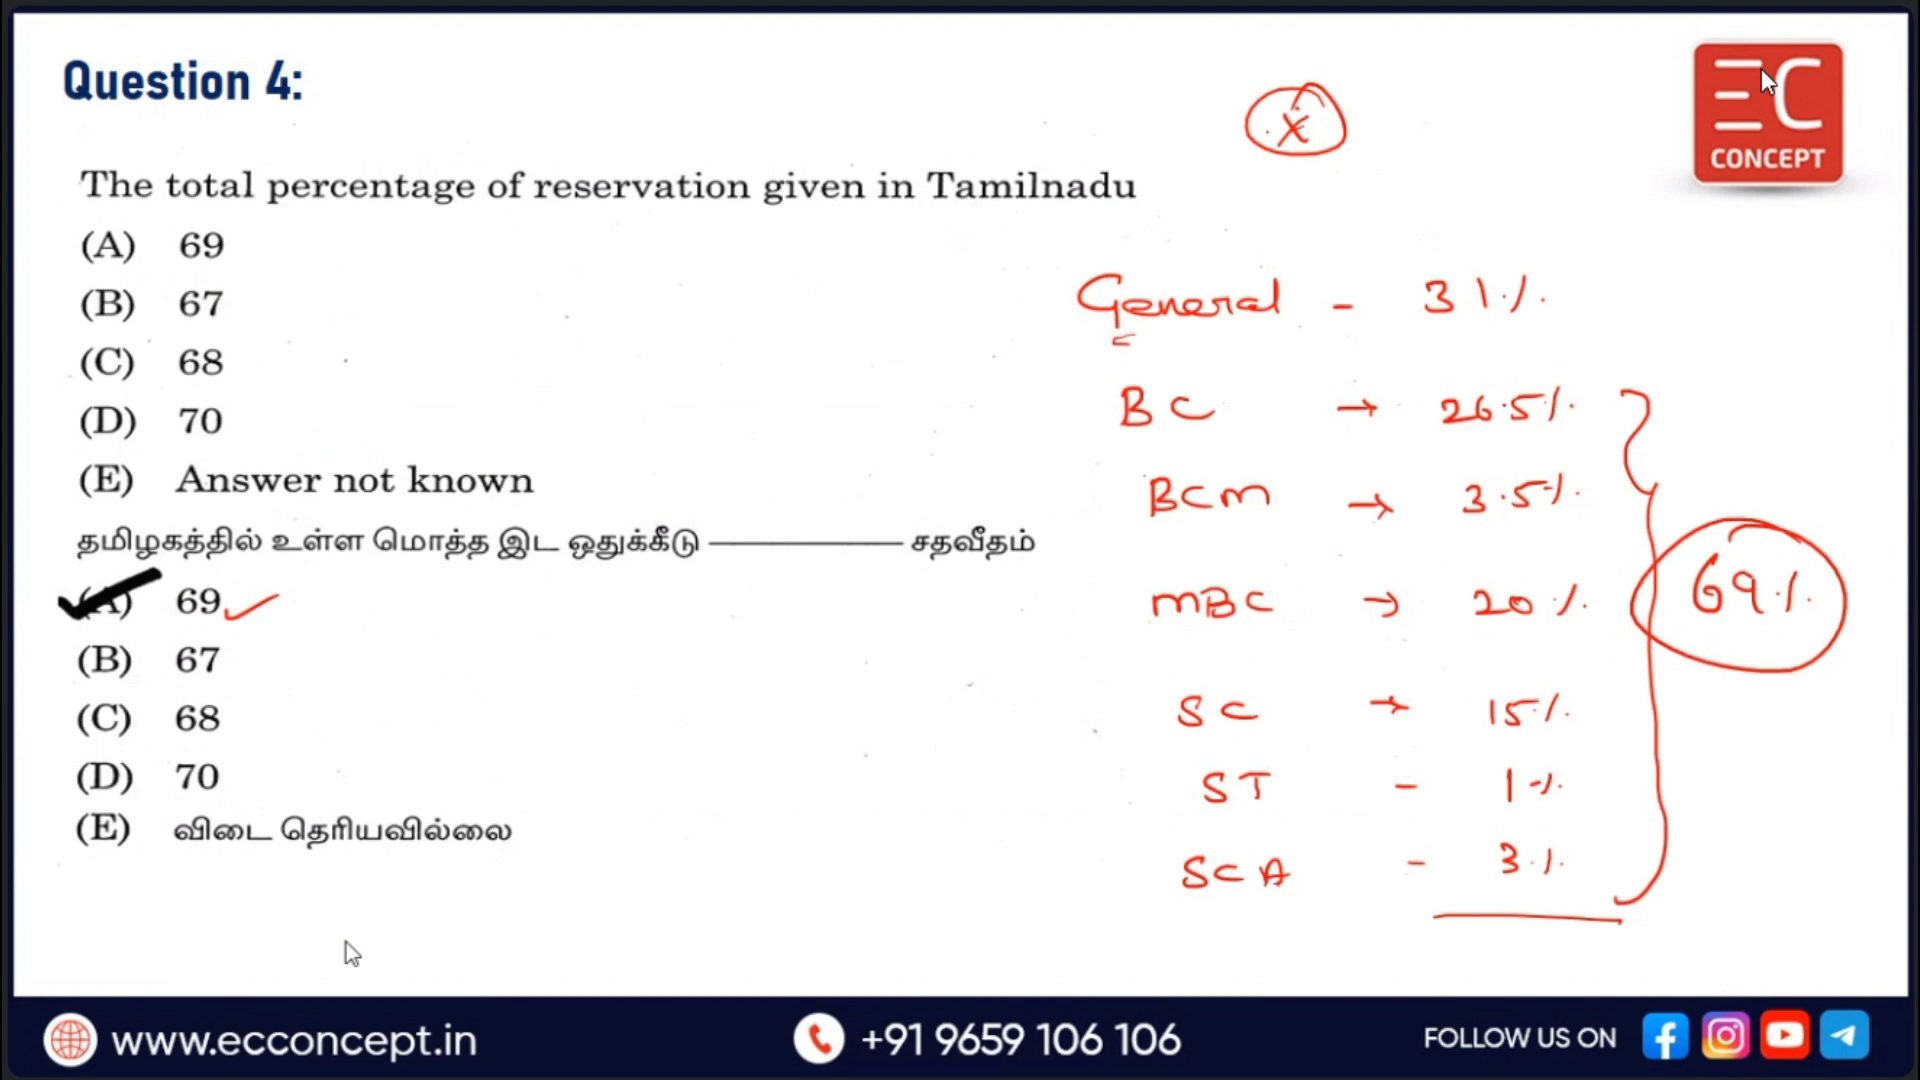 Question 4:
x
EC
CONCEPT
The total percentage of reservation given in Tamilnadu
(A) 69
(B) 67
(C) 68
(D) 70
(E) Answer not known
தமிழகத்தில் உள்ள மொத்த இட ஒதுக்கீடு ———— சதவீதம்
(A) 69
(B) 67
(C) 68
(D) 70
(E) விடை தெரியவில்லை
General - 31%
BC → 26.5%
BCM → 3.5%
MBC → 20%
SC → 15%
ST - 1%
SCA - 3%
69%
www.ecconcept.in
+91 9659 106 106
FOLLOW US ON